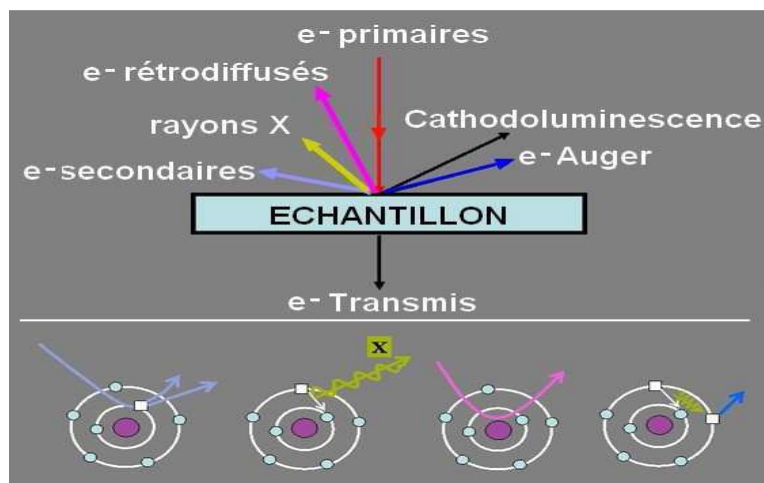 e- primaires
e- rétrodiffusés
rayons X
Cathodoluminescence
e-secondaires
e-Auger
ECHANTILLON
e- Transmis
X